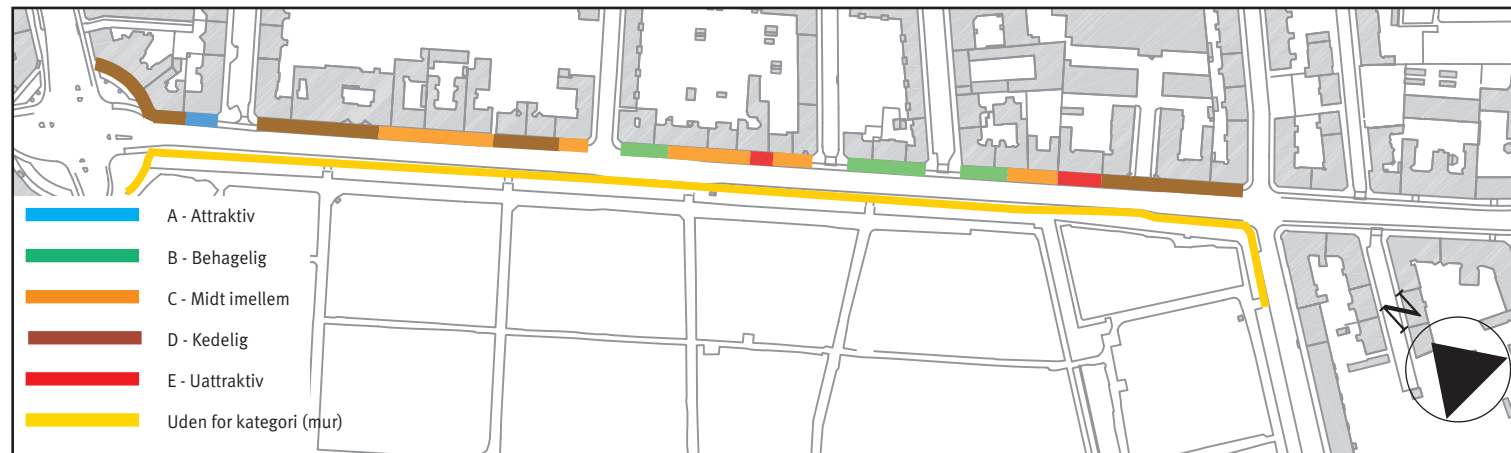 A - Attraktiv
B - Behagelig
C - Midt imellem
D - Kedelig
E - Uattraktiv
Uden for kategori (mur)
N